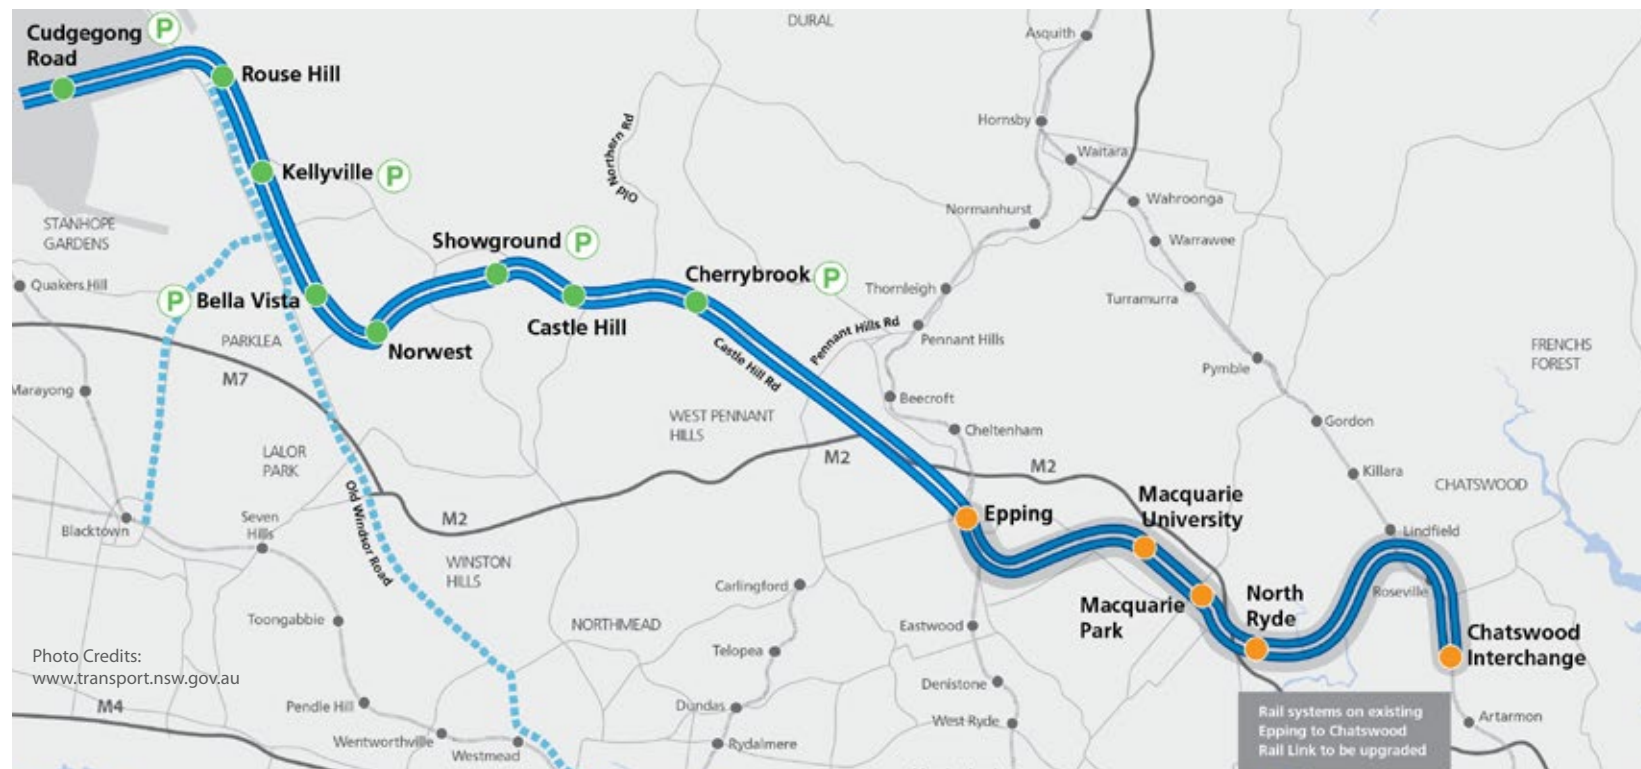 DURAL
Cudgegong
Road
P
Asquith
Rouse Hill
Hornsby
Old Northern Rd
Waitara
Kellyville
P
Wahroonga
Normanhurst
STANHOPE
GARDENS
Showground
P
Warrawee
Cherrybrook
P
Quakers Hill
P
Bella Vista
Thornleigh
Turramurra
Castle Hill
Pennant Hills Rd
PARKLEA
Norwest
Castle Hill Rd
Pennant Hills
FRENCHS
FOREST
M7
Pymble
Marayong
Beecroft
WEST PENNANT
HILLS
Cheltenham
Gordon
LALOR
PARK
M2
M2
Killara
CHATSWOOD
Old Windsor Road
Macquarie
University
Epping
Blacktown
Seven
Hills
M2
Lindfield
WINSTON
HILLS
Carlingford
Macquarie
Park
North
Ryde
Roseville
Toongabbie
NORTHMEAD
Eastwood
Chatswood
Interchange
Photo Credits:
www.transport.nsw.gov.au
Telopea
Denistone
M4
Pendle Hill
Dundas
West Ryde
Rail systems on existing
Epping to Chatswood
Rail Link to be upgraded
Artarmon
Wentworthville
Westmead
Rydalmere